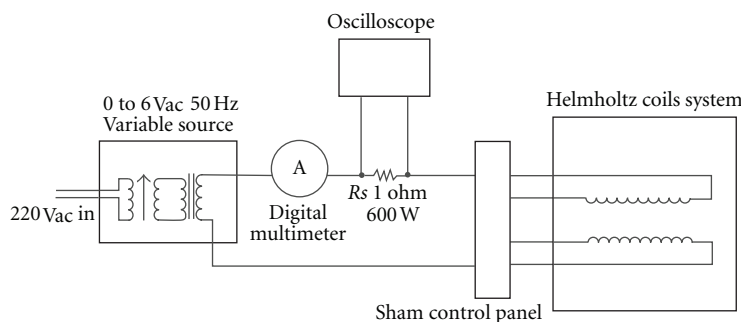 Oscilloscope
0 to 6 Vac 50 Hz
Variable source
Helmholtz coils system
A
Rs 1 ohm
600 W
220 Vac in
Digital
multimeter
Sham control panel